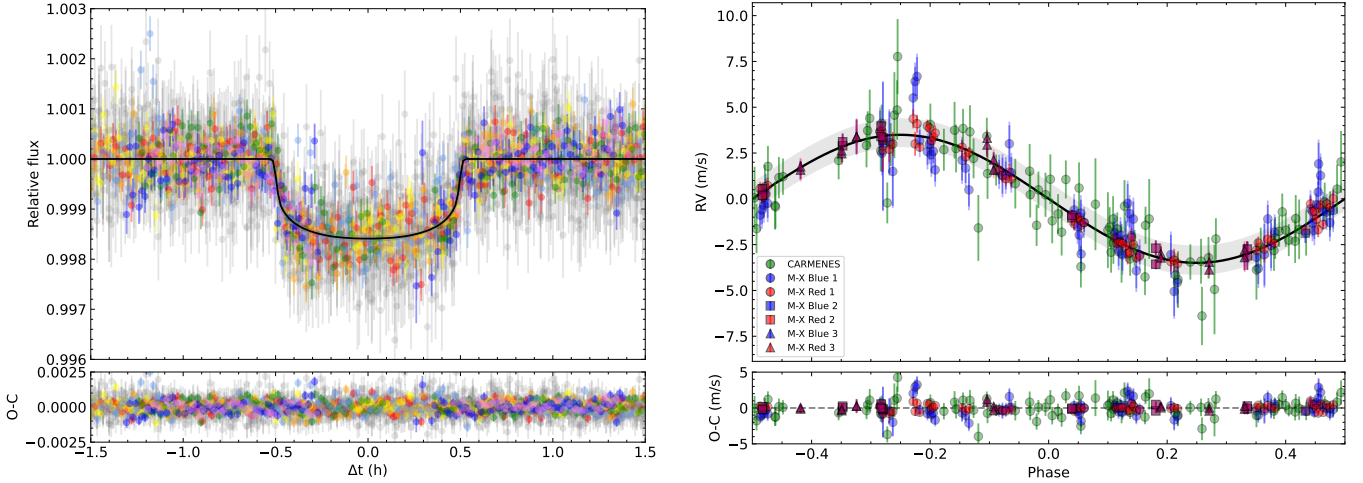 1.003
1.002
1.001
1.000
0.999
0.998
0.997
0.996
Relative flux
0.0025
0.0000
−0.0025
O-C
−1.5 −1.0 −0.5 0.0 0.5 1.0 1.5
Δt (h)
10.0
7.5
5.0
2.5
0.0
−2.5
−5.0
−7.5
RV (m/s)
CARMENES
M-X Blue 1
M-X Red 1
M-X Blue 2
M-X Red 2
M-X Blue 3
M-X Red 3
5
0
−5
O-C (m/s)
−0.4 −0.2 0.0 0.2 0.4
Phase